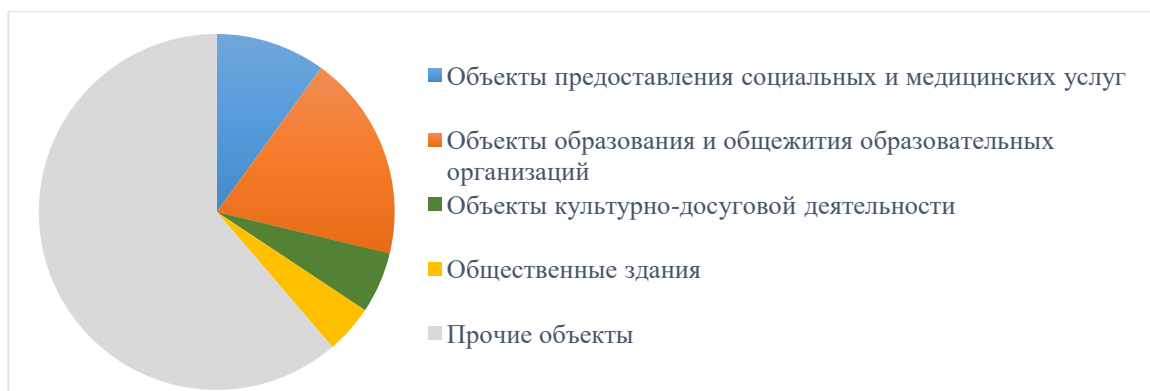 Объекты предоставления социальных и медицинских услуг
Объекты образования и общежития образовательных
организаций
Объекты культурно-досуговой деятельности
Общественные здания
Прочие объекты